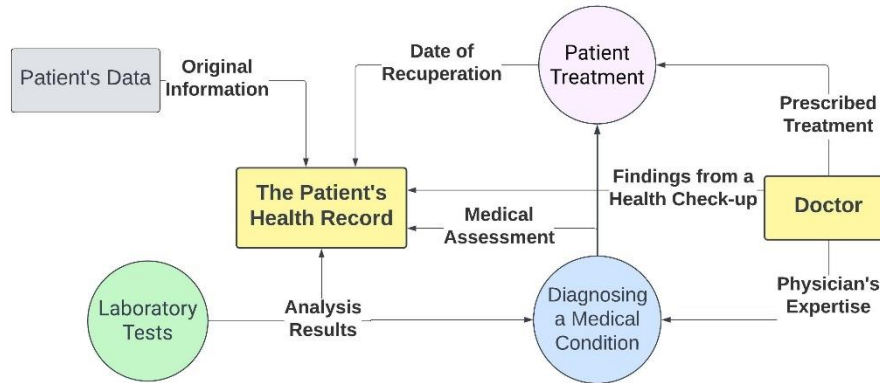 Patient's Data
Original
Information
Date of
Recuperation
Patient
Treatment
Prescribed
Treatment
The Patient's
Health Record
Findings from a
Health Check-up
Doctor
Medical
Assessment
Laboratory
Tests
Analysis
Results
Diagnosing
a Medical
Condition
Physician's
Expertise